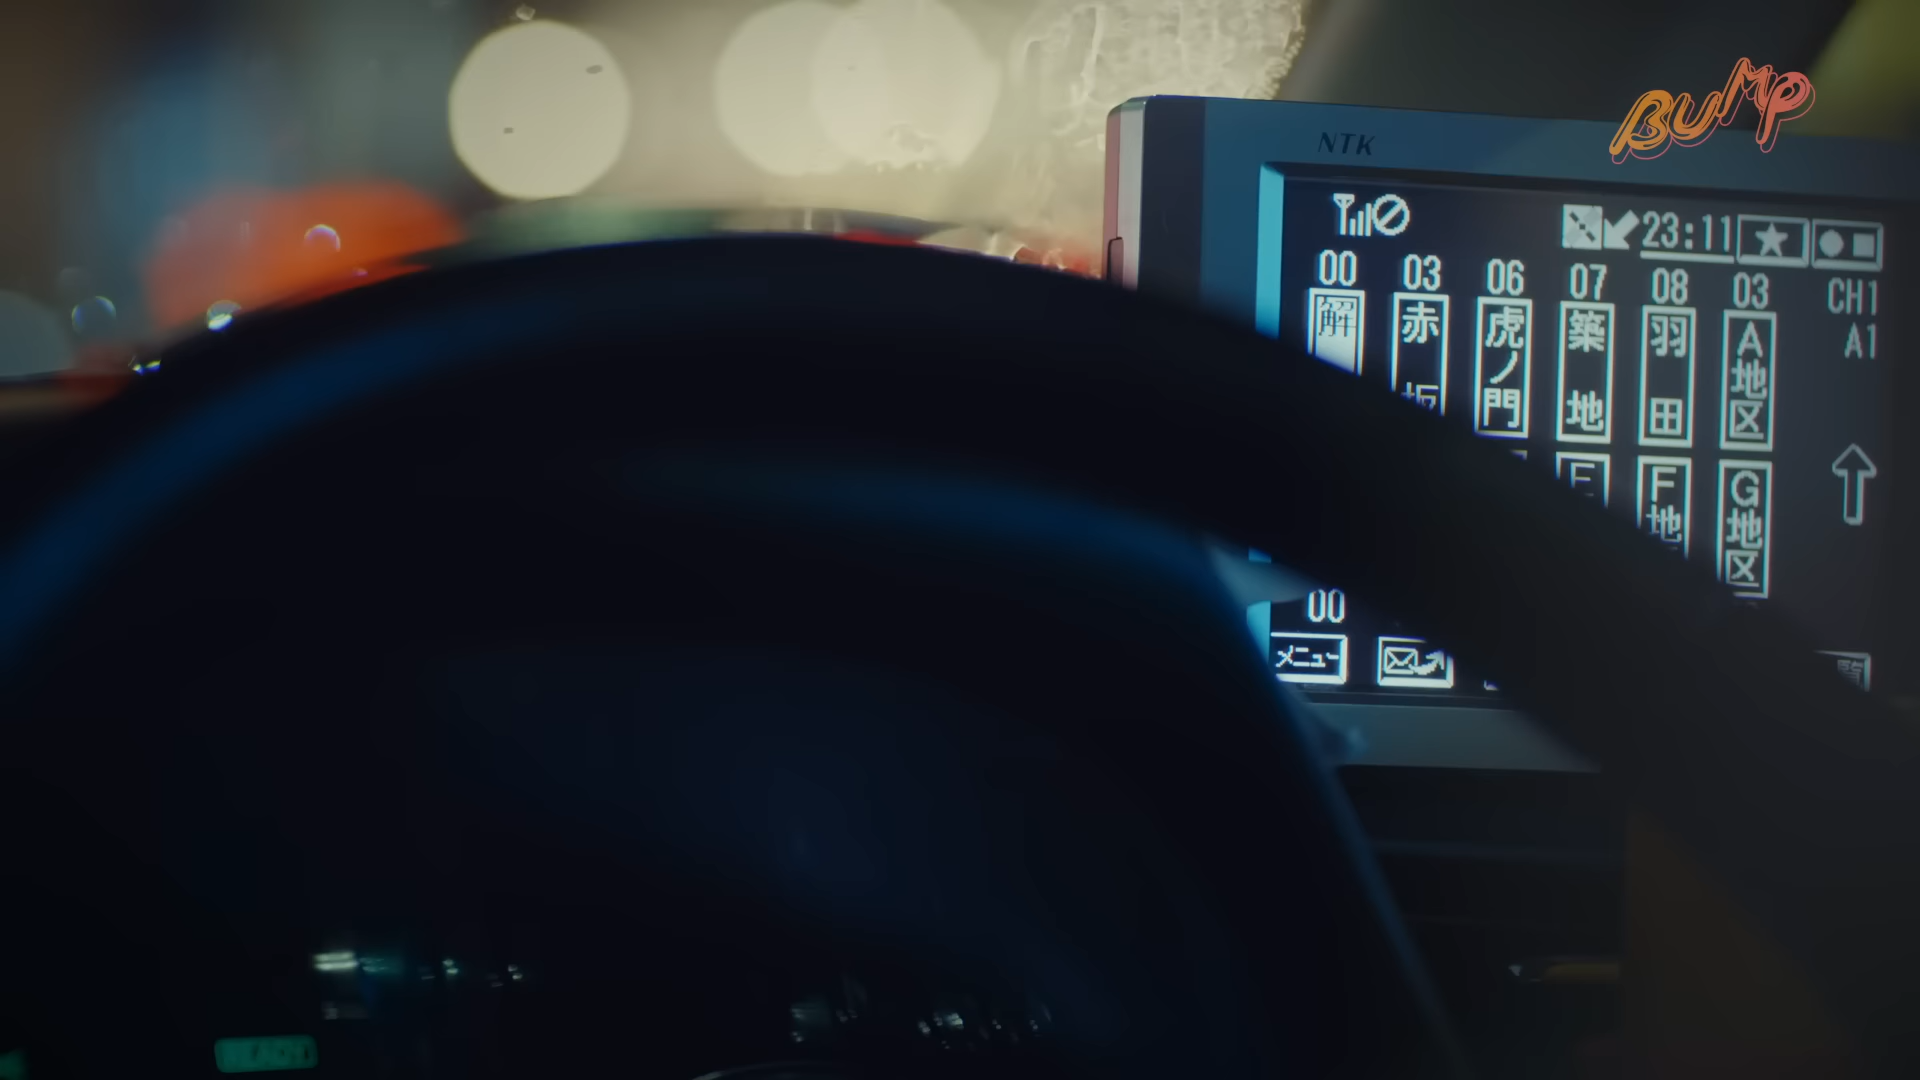 BUMP
NTK
23:11 ★
00 03 06 07 08 03 CH1
解 赤坂 虎ノ門 築地 羽田 A地区 A1
F地 G地区
00
メニュー